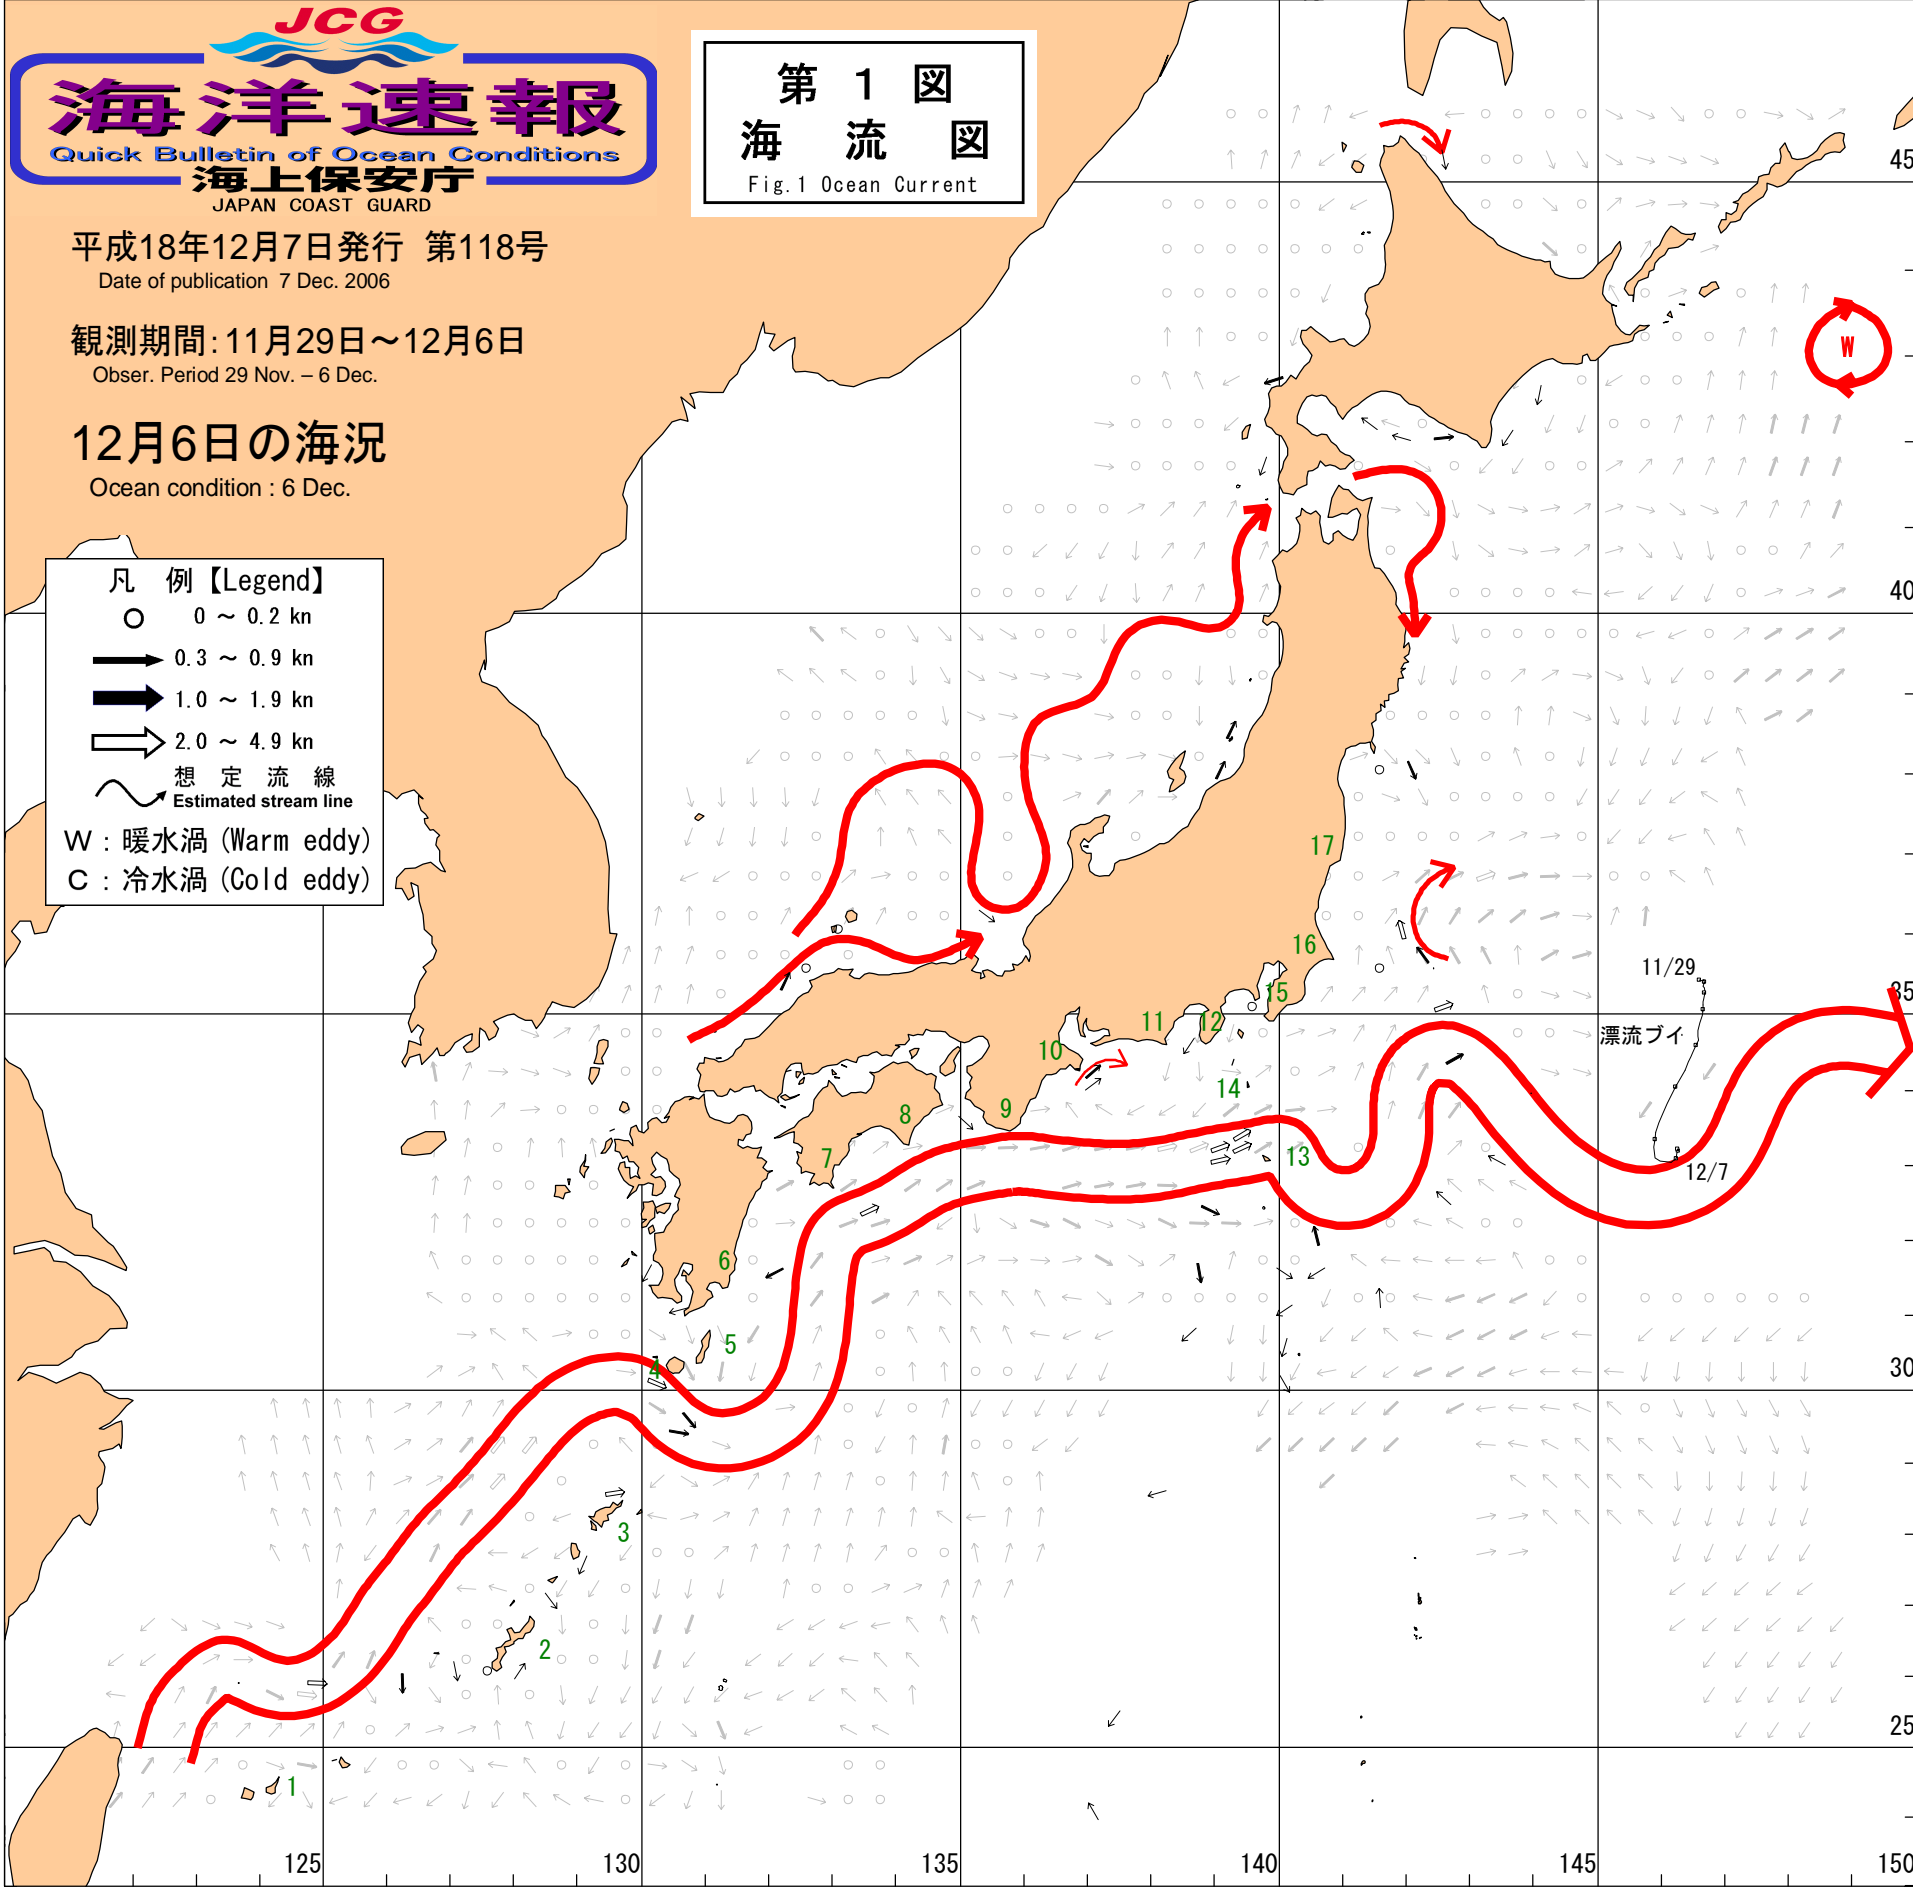 JCG
海洋速報
Quick Bulletin of Ocean Conditions
海上保安庁
JAPAN COAST GUARD
第 1 図
海 流 図
Fig.1 Ocean Current
平成18年12月7日発行 第118号
Date of publication 7 Dec. 2006
観測期間:11月29日～12月6日
Obser. Period 29 Nov. – 6 Dec.
12月6日の海況
Ocean condition : 6 Dec.
凡 例【Legend】
0 ～ 0.2 kn
0.3 ～ 0.9 kn
1.0 ～ 1.9 kn
2.0 ～ 4.9 kn
想 定 流 線
Estimated stream line
W : 暖水渦 (Warm eddy)
C : 冷水渦 (Cold eddy)
45
W
40
17
16
11/29
35
15
11
12
漂流ブイ
10
14
9
8
7
13
12/7
6
5
4
30
3
2
25
1
125
130
135
140
145
150